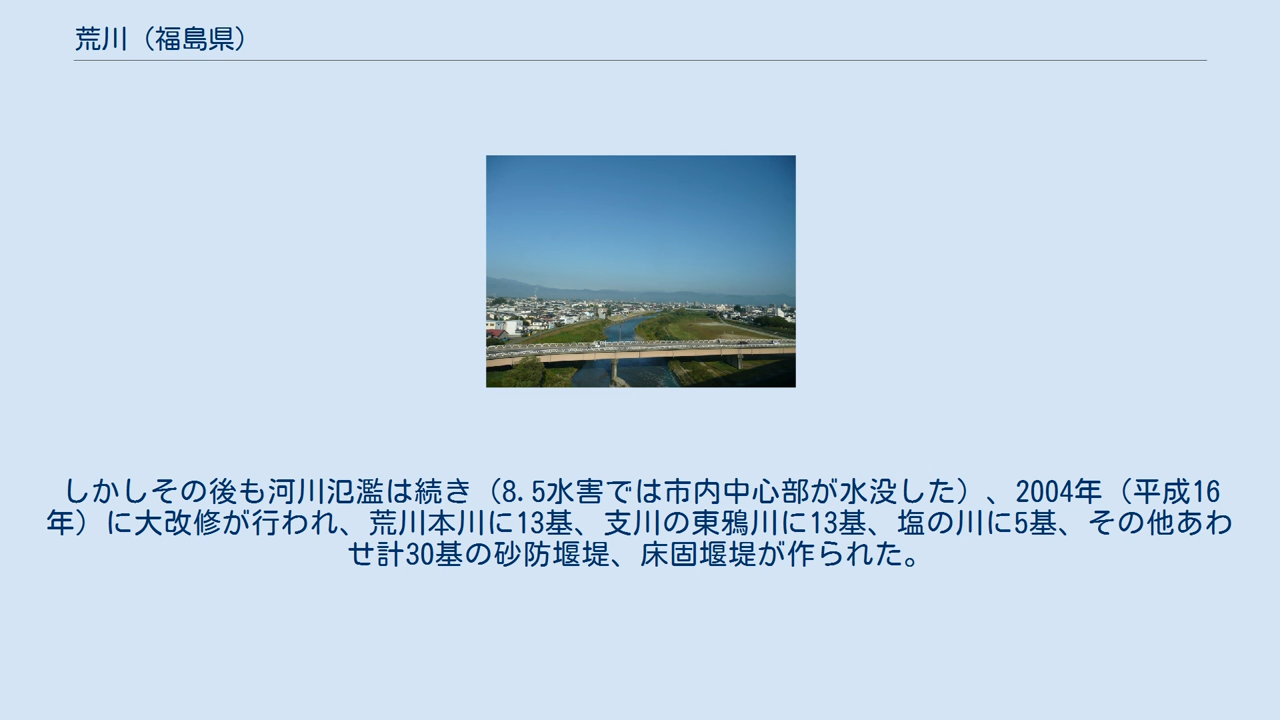 荒川（福島県）
しかしその後も河川氾濫は続き（8.5水害では市内中心部が水没した）、2004年（平成16
年）に大改修が行われ、荒川本川に13基、支川の東鴉川に13基、塩の川に5基、その他あわ
せ計30基の砂防堰堤、床固堰堤が作られた。